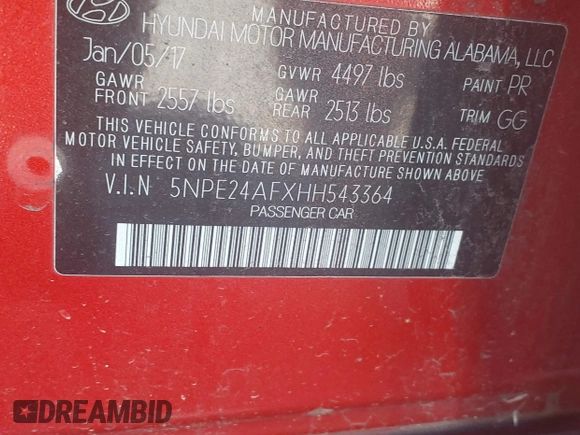 MANUFACTURED BY
HYUNDAI MOTOR MANUFACTURING ALABAMA, LLC
Jan/05/17
GAWR FRONT 2557 lbs
GVWR 4497 lbs
GAWR REAR 2513 lbs
PAINT PR
TRIM GG
THIS VEHICLE CONFORMS TO ALL APPLICABLE U.S.A. FEDERAL
MOTOR VEHICLE SAFETY, BUMPER, AND THEFT PREVENTION STANDARDS
IN EFFECT ON THE DATE OF MANUFACTURE SHOWN ABOVE
V.I.N 5NPE24AFXHH543364
PASSENGER CAR
DREAMBID